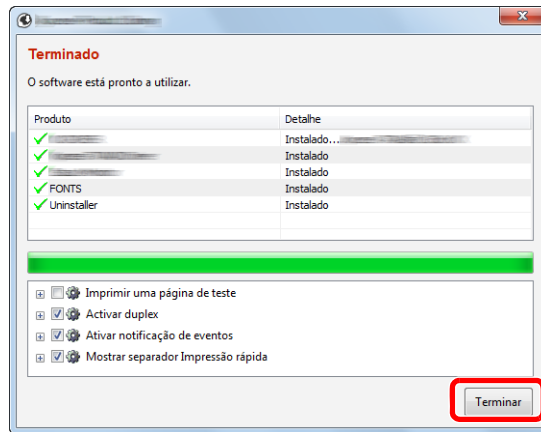 Terminado
O software está pronto a utilizar.
Produto Detalhe
Instalado...
Instalado
Instalado
FONTS Instalado
Uninstaller Instalado
Imprimir uma página de teste
Activar duplex
Ativar notificação de eventos
Mostrar separador Impressão rápida
Terminar